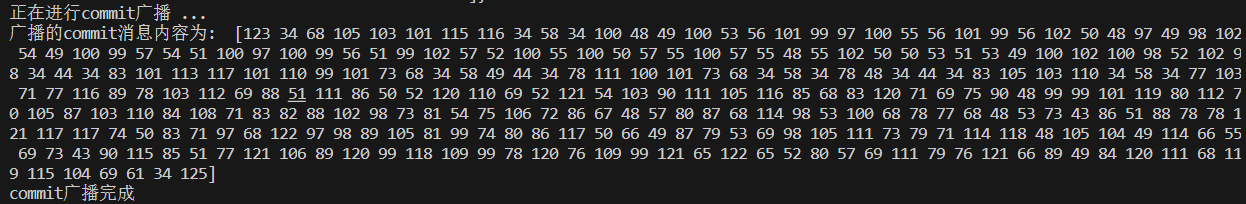 正在进行commit广播 ...
广播的commit消息内容为:  [123 34 68 105 103 101 115 116 34 58 34 100 48 49 100 53 56 101 99 97 100 55 56 101 99 56 102 50 48 97 49 98 102
 54 49 100 99 57 54 51 100 97 100 99 56 51 99 102 57 52 100 55 100 50 57 55 100 57 55 48 55 102 50 50 53 51 53 49 100 102 100 98 52 102 9
8 34 44 34 83 101 113 117 101 110 99 101 73 68 34 58 49 44 34 78 111 100 101 73 68 34 58 34 78 48 34 44 34 83 105 103 110 34 58 34 77 103
 71 77 116 89 78 103 112 69 88 51 111 86 50 52 120 110 69 52 121 54 103 90 111 105 116 85 68 83 120 71 69 75 90 48 99 99 101 119 80 112 7
0 105 87 103 110 84 108 71 83 82 88 102 98 73 81 54 75 106 72 86 67 48 57 80 87 68 114 98 53 100 68 78 77 68 48 53 73 43 86 51 88 78 78 1
21 117 117 74 50 83 71 97 68 122 97 98 89 105 81 99 74 80 86 117 50 66 49 87 79 53 69 98 105 111 73 79 71 114 118 48 105 104 49 114 66 55
 69 73 43 90 115 85 51 77 121 106 89 120 99 118 109 99 78 120 76 109 99 121 65 122 65 52 80 57 69 111 79 76 121 66 89 49 84 120 111 68 11
9 115 104 69 61 34 125]
commit广播完成